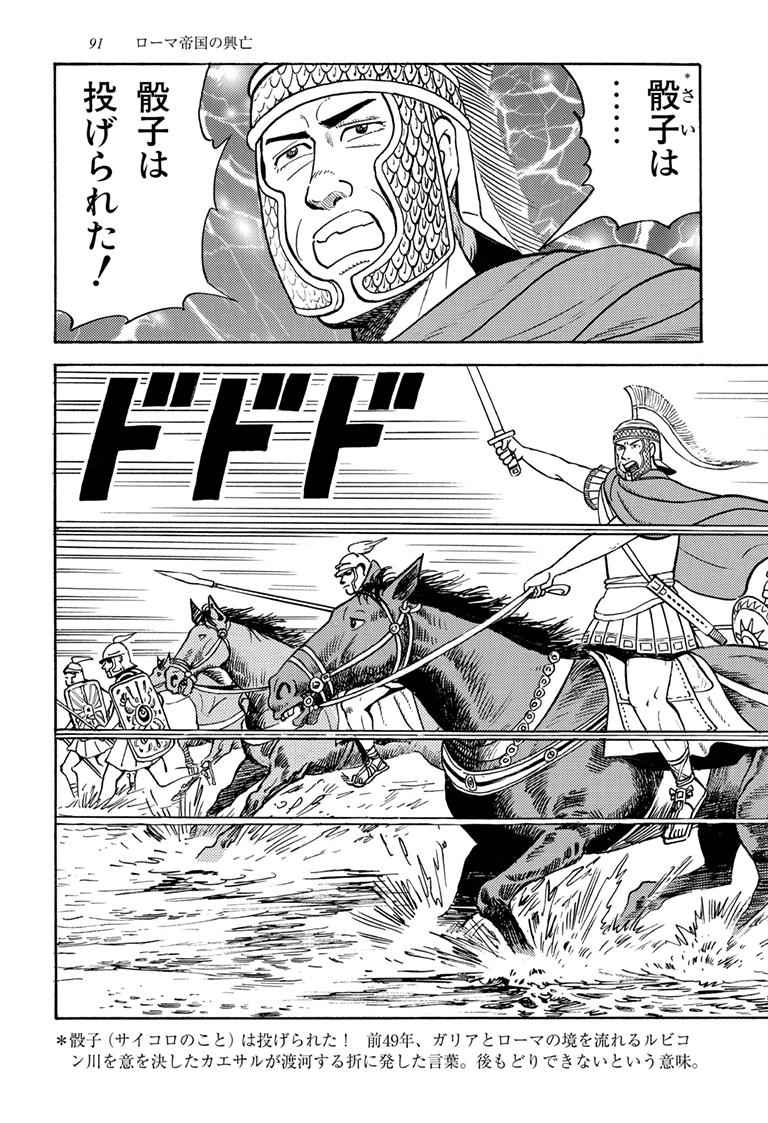 91 ローマ帝国の興亡
*さい
骰子は
……
骰子は
投げられた!
ドドド
*骰子(サイコロのこと)は投げられた! 前49年、ガリアとローマの境を流れるルビコ
ン川を意を決したカエサルが渡河する折に発した言葉。後もどりできないという意味。